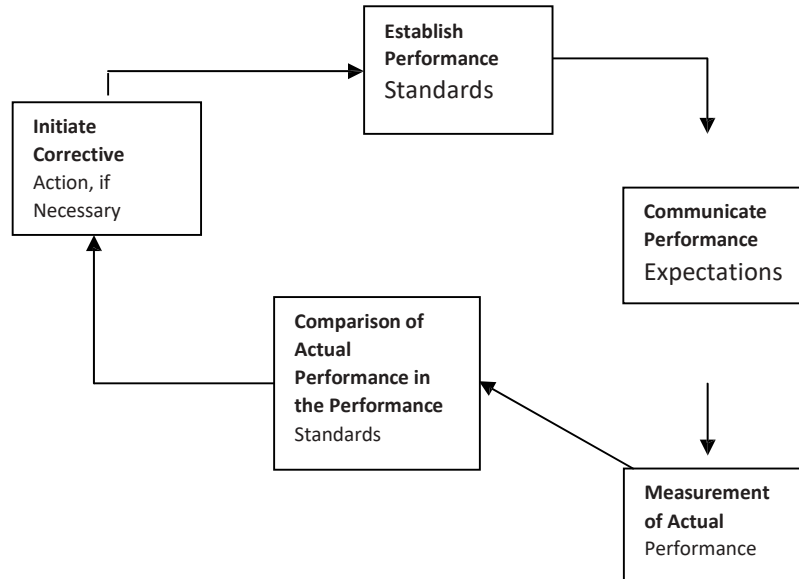 Establish
Performance
Standards
Initiate
Corrective
Action, if
Necessary
Communicate
Performance
Expectations
Comparison of
Actual
Performance in
the Performance
Standards
Measurement
of Actual
Performance